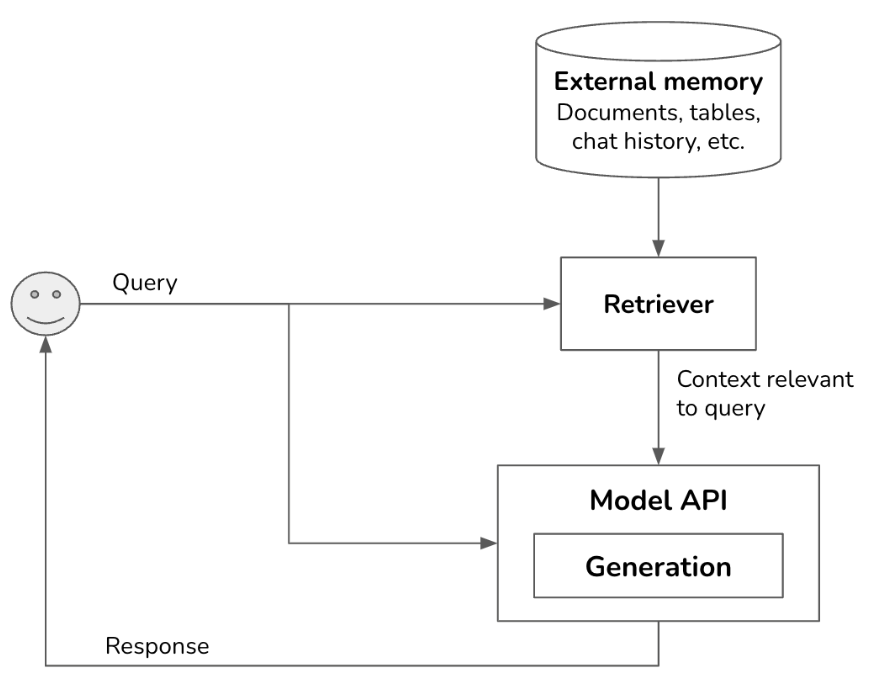 External memory
Documents, tables,
chat history, etc.
Query
Retriever
Context relevant
to query
Model API
Generation
Response